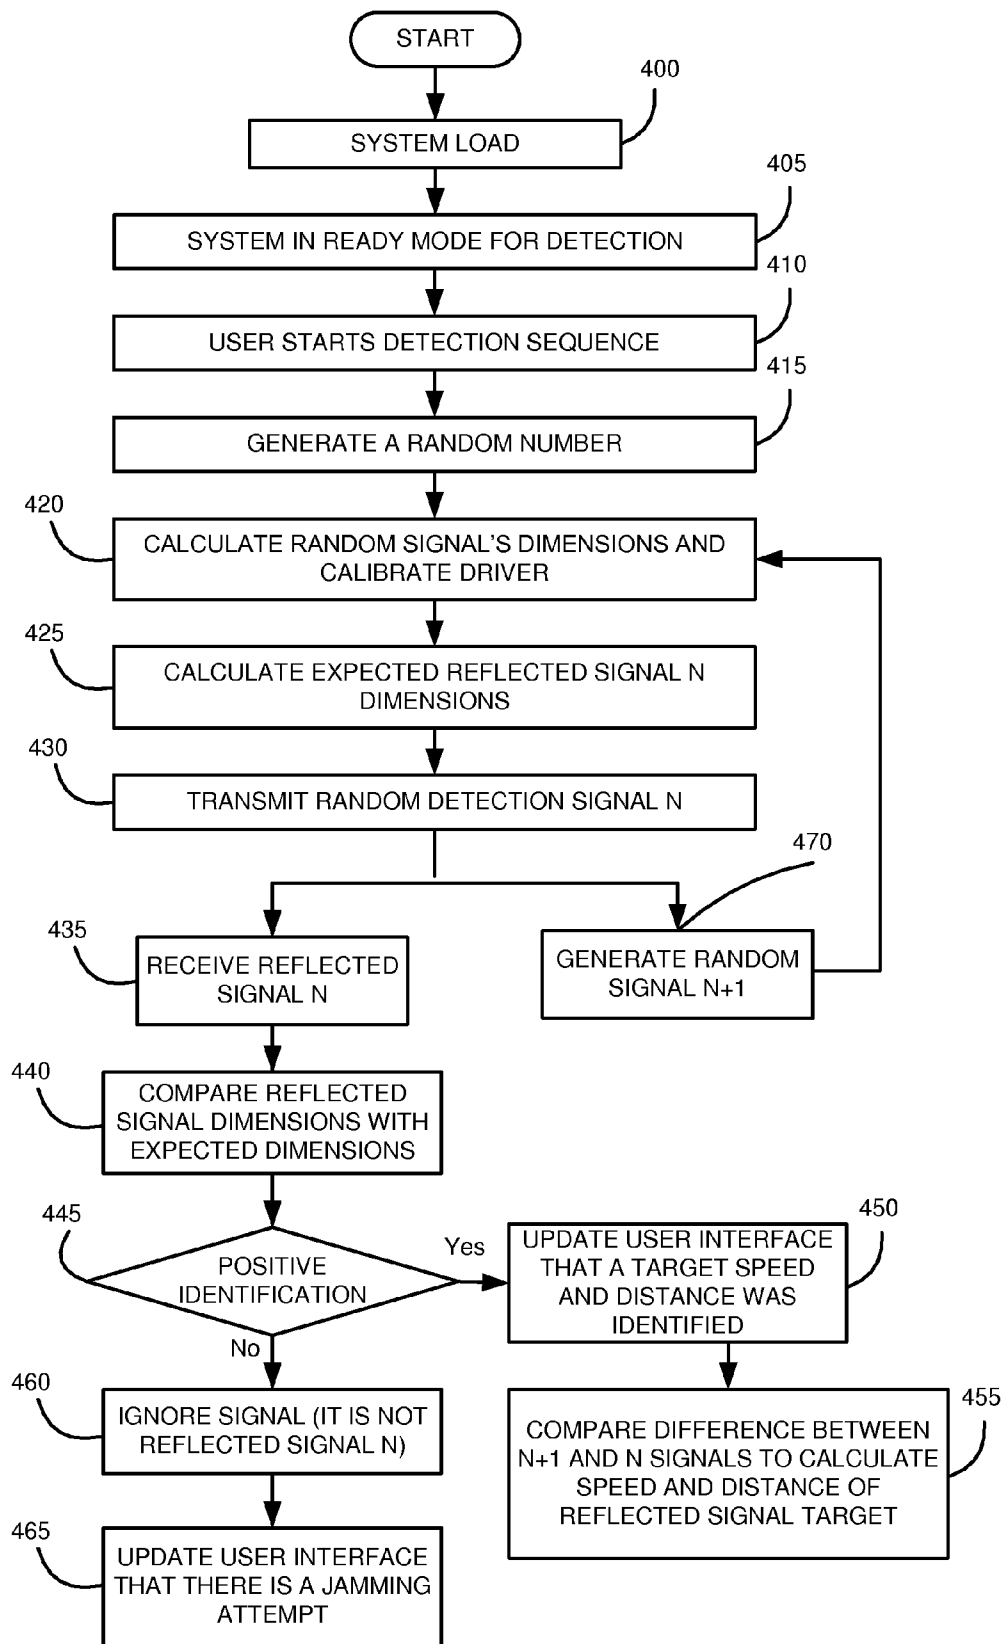 START
400
SYSTEM LOAD
405
SYSTEM IN READY MODE FOR DETECTION
410
USER STARTS DETECTION SEQUENCE
415
GENERATE A RANDOM NUMBER
420
CALCULATE RANDOM SIGNAL'S DIMENSIONS AND
CALIBRATE DRIVER
425
CALCULATE EXPECTED REFLECTED SIGNAL N
DIMENSIONS
430
TRANSMIT RANDOM DETECTION SIGNAL N
470
GENERATE RANDOM
SIGNAL N+1
435
RECEIVE REFLECTED
SIGNAL N
440
COMPARE REFLECTED
SIGNAL DIMENSIONS WITH
EXPECTED DIMENSIONS
445
POSITIVE
IDENTIFICATION
Yes
450
UPDATE USER INTERFACE
THAT A TARGET SPEED
AND DISTANCE WAS
IDENTIFIED
455
COMPARE DIFFERENCE BETWEEN
N+1 AND N SIGNALS TO CALCULATE
SPEED AND DISTANCE OF
REFLECTED SIGNAL TARGET
No
460
IGNORE SIGNAL (IT IS NOT
REFLECTED SIGNAL N)
465
UPDATE USER INTERFACE
THAT THERE IS A JAMMING
ATTEMPT